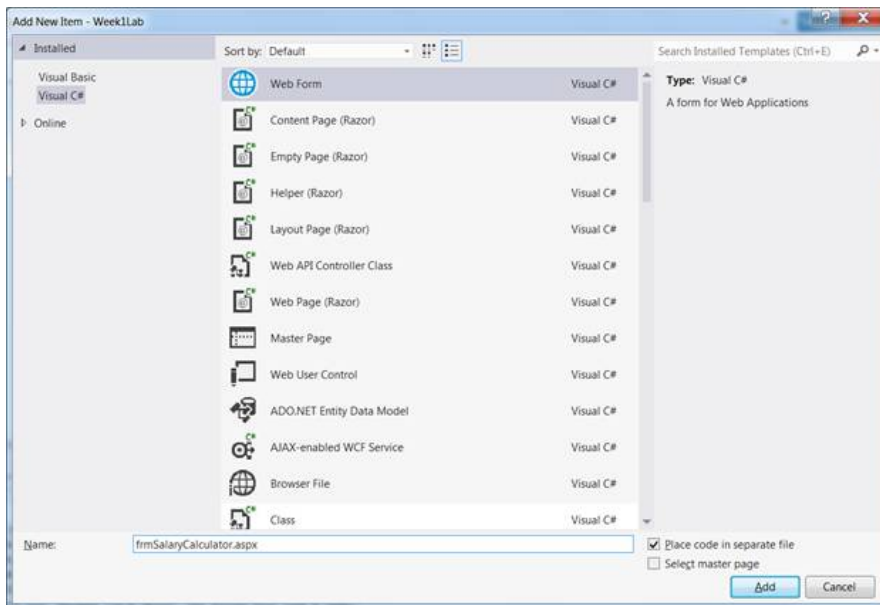 Add New Item - Week1Lab
Installed
Sort by: Default
Search Installed Templates (Ctrl+E)
Visual Basic
Visual C#
Online
Web Form Visual C#
Content Page (Razor) Visual C#
Empty Page (Razor) Visual C#
Helper (Razor) Visual C#
Layout Page (Razor) Visual C#
Web API Controller Class Visual C#
Web Page (Razor) Visual C#
Master Page Visual C#
Web User Control Visual C#
ADO.NET Entity Data Model Visual C#
AJAX-enabled WCF Service Visual C#
Browser File Visual C#
Class Visual C#
Type: Visual C#
A form for Web Applications
Name: frmSalaryCalculator.aspx
Place code in separate file
Select master page
Add Cancel